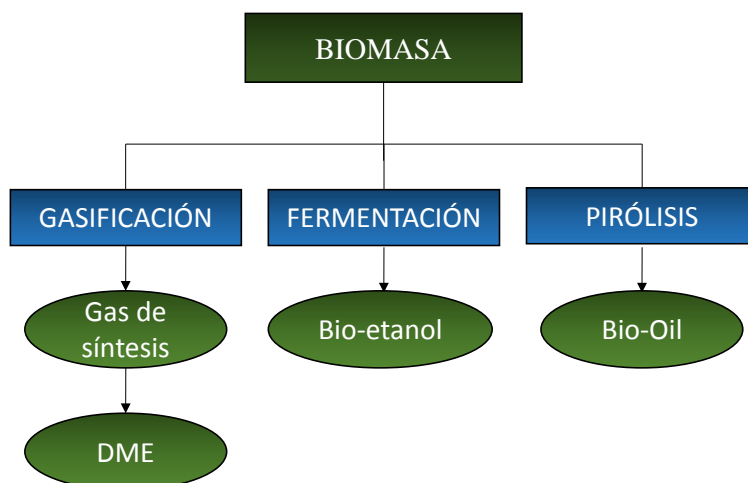 BIOMASA
GASIFICACIÓN
FERMENTACIÓN
PIRÓLISIS
Gas de
síntesis
Bio-etanol
Bio-Oil
DME